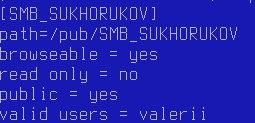 [SMB_SUKHORUKOV]
path=/pub/SMB_SUKHORUKOV
browseable = yes
read only = no
public = yes
valid users = valerii